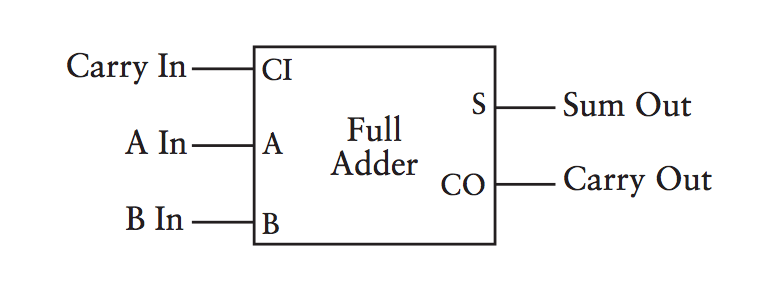 Carry In
CI
A In
A
B In
B
Full
Adder
S
Sum Out
CO
Carry Out